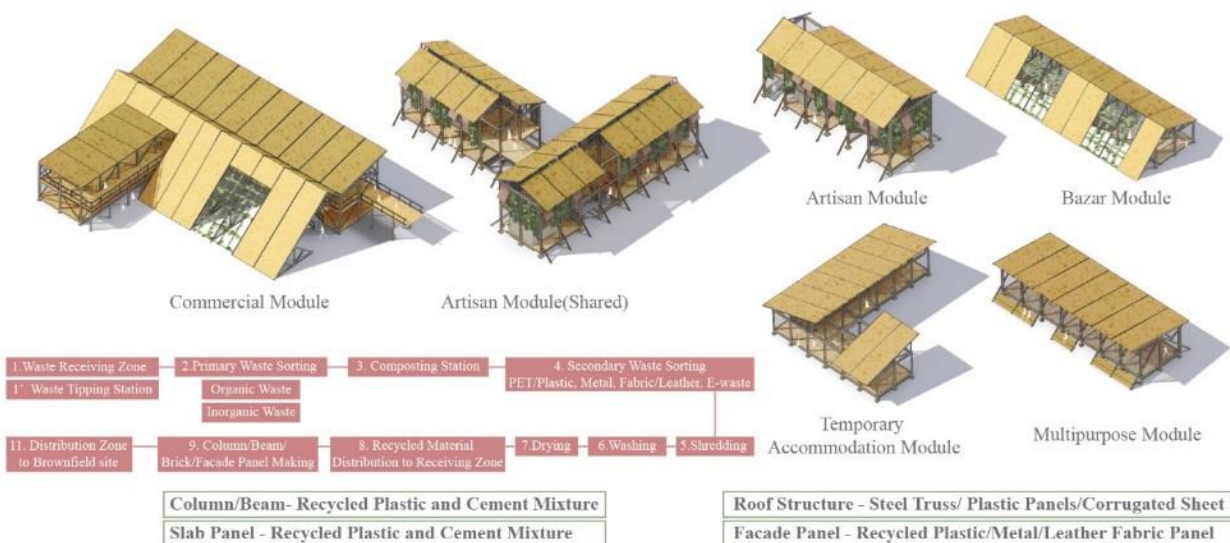 Commercial Module
Artisan Module(Shared)
Artisan Module
Bazar Module
Temporary
Accommodation Module
Multipurpose Module
1.Waste Receiving Zone
1'. Waste Tipping Station
2.Primary Waste Sorting
Organic Waste
Inorganic Waste
3. Composting Station
4. Secondary Waste Sorting
PET/Plastic, Metal, Fabric/Leather, E-waste
11. Distribution Zone
to Brownfield site
9. Column/Beam/
Brick/Facade Panel Making
8. Recycled Material
Distribution to Receiving Zone
7.Drying
6.Washing
5.Shredding
Column/Beam- Recycled Plastic and Cement Mixture
Slab Panel - Recycled Plastic and Cement Mixture
Roof Structure - Steel Truss/ Plastic Panels/Corrugated Sheet
Facade Panel - Recycled Plastic/Metal/Leather Fabric Panel